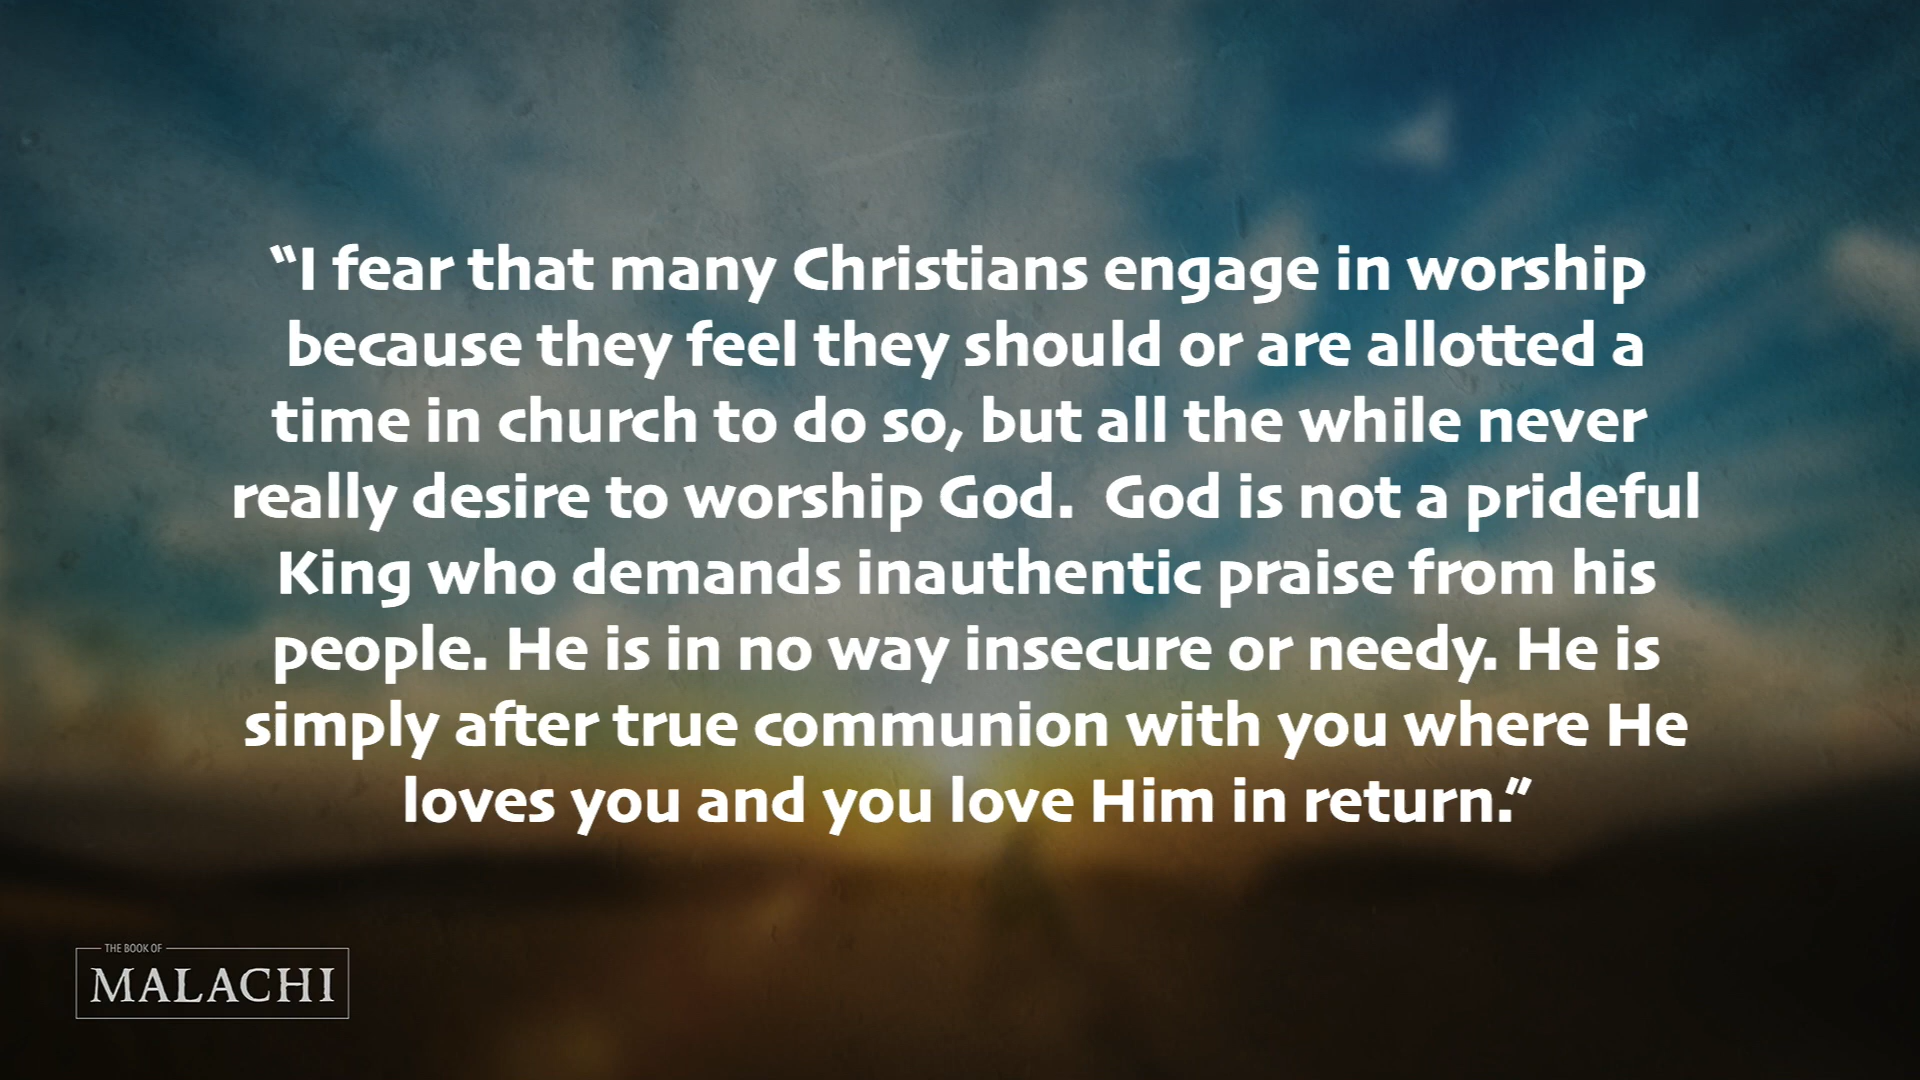 “I fear that many Christians engage in worship
because they feel they should or are allotted a
time in church to do so, but all the while never
really desire to worship God.  God is not a prideful
King who demands inauthentic praise from his
people. He is in no way insecure or needy. He is
simply after true communion with you where He
loves you and you love Him in return.”
THE BOOK OF
MALACHI